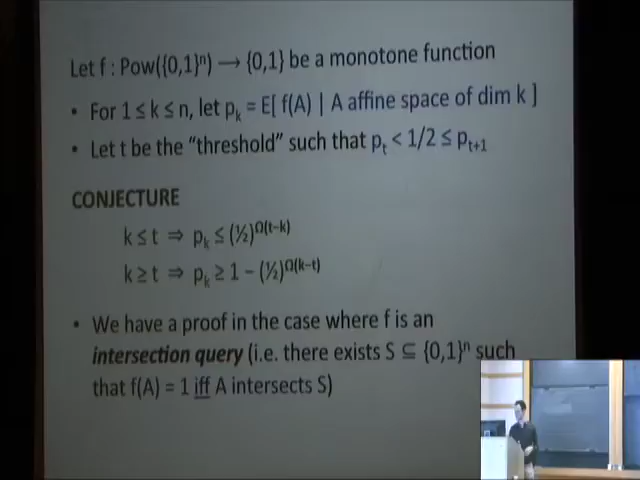 Let f : Pow({0,1}ⁿ) ⟶ {0,1} be a monotone function
• For 1 ≤ k ≤ n, let pₖ = E[ f(A) | A affine space of dim k ]
• Let t be the “threshold” such that pₜ < 1/2 ≤ pₜ₊₁
CONJECTURE
k ≤ t ⇒ pₖ ≤ (½)^Ω(t−k)
k ≥ t ⇒ pₖ ≥ 1 − (½)^Ω(k−t)
• We have a proof in the case where f is an
intersection query (i.e. there exists S ⊆ {0,1}ⁿ such
that f(A) = 1 iff A intersects S)